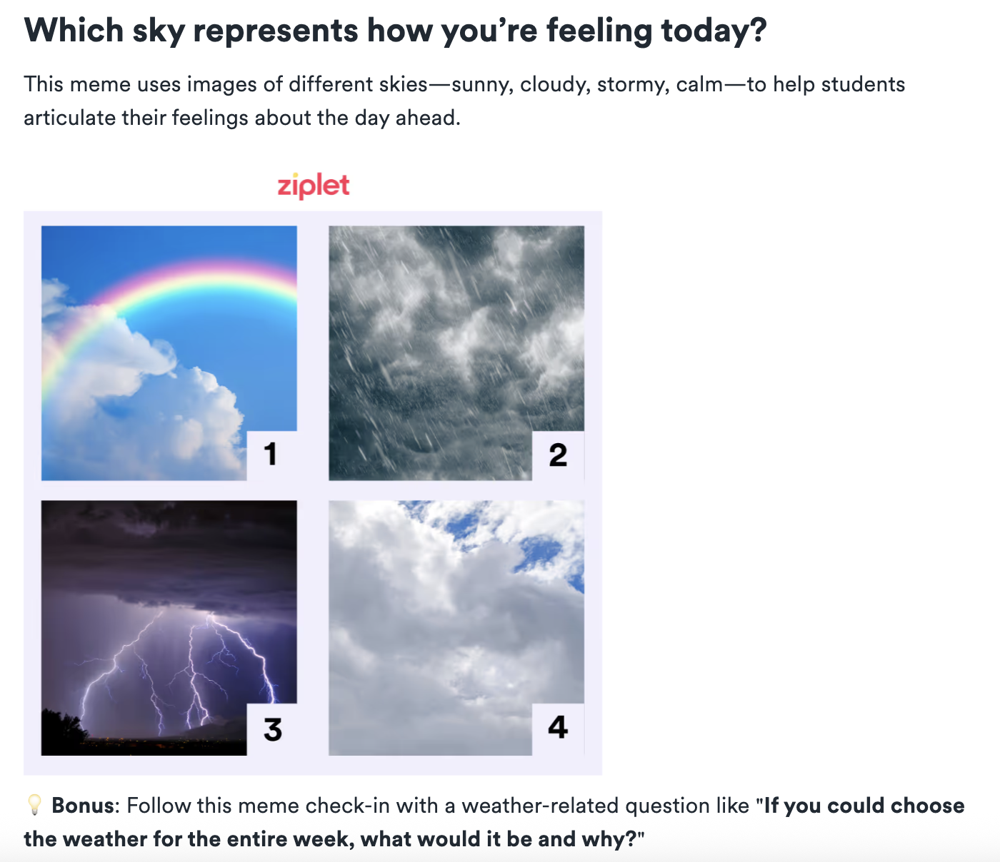 Which sky represents how you’re feeling today?
This meme uses images of different skies—sunny, cloudy, stormy, calm—to help students
articulate their feelings about the day ahead.
ziplet
1
2
3
4
Bonus: Follow this meme check-in with a weather-related question like "If you could choose
the weather for the entire week, what would it be and why?"